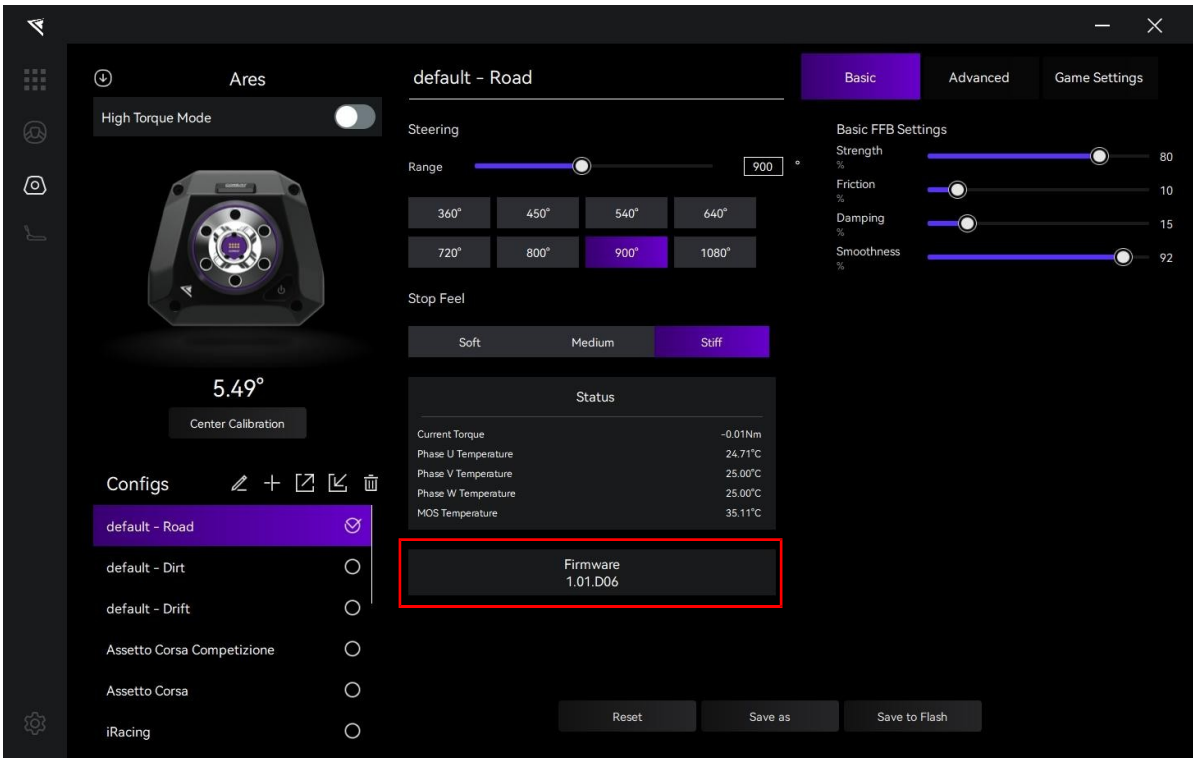 Ares
High Torque Mode
5.49°
Center Calibration
Configs
default - Road
default - Dirt
default - Drift
Assetto Corsa Competizione
Assetto Corsa
iRacing
default - Road
Steering
Range 900 °
360° 450° 540° 640°
720° 800° 900° 1080°
Stop Feel
Soft Medium Stiff
Status
Current Torque -0.01Nm
Phase U Temperature 24.71°C
Phase V Temperature 25.00°C
Phase W Temperature 25.00°C
MOS Temperature 35.11°C
Firmware
1.01.D06
Basic Advanced Game Settings
Basic FFB Settings
Strength
% 80
Friction
% 10
Damping
% 15
Smoothness
% 92
Reset Save as Save to Flash